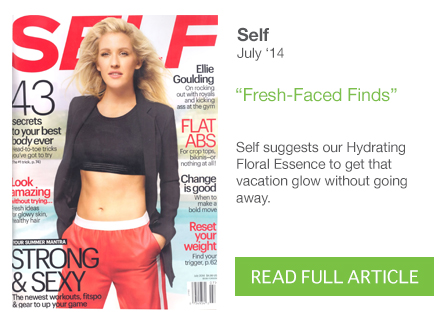 SELF
Ellie
Goulding
On rocking
out with royals
and kicking
ass at the gym
43
secrets
to your best
body ever
Head-to-toe tricks
you've got to try
FLAT
ABS
For crop tops,
bikinis–or
nothing at all!
Look
amazing
without trying...
Fresh ideas
for glowy skin,
healthy hair
Change
is good
When to
make a
bold move
Reset
your
weight
Find your
trigger, p.62
YOUR SUMMER MANTRA
STRONG
& SEXY
The newest workouts, fitspo
& gear to up your game
Self
July ‘14
“Fresh-Faced Finds”
Self suggests our Hydrating
Floral Essence to get that
vacation glow without going
away.
READ FULL ARTICLE